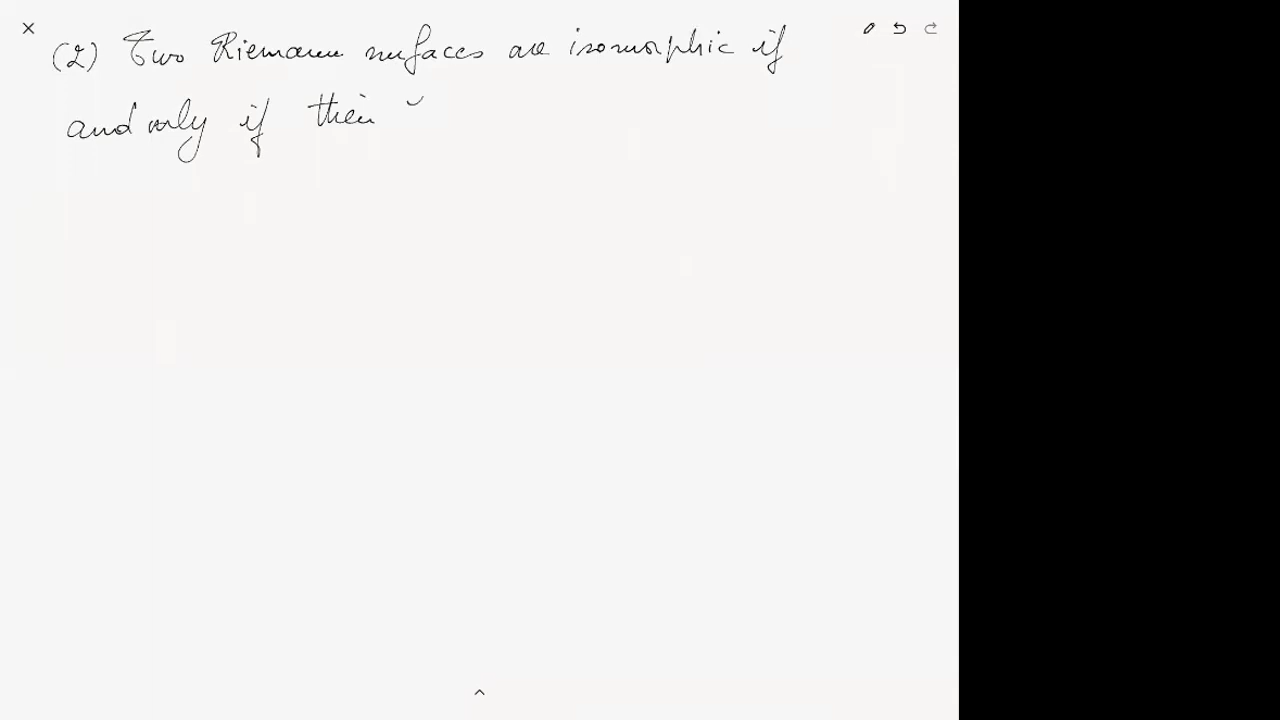 (2) Two Riemann surfaces are isomorphic if
and only if their